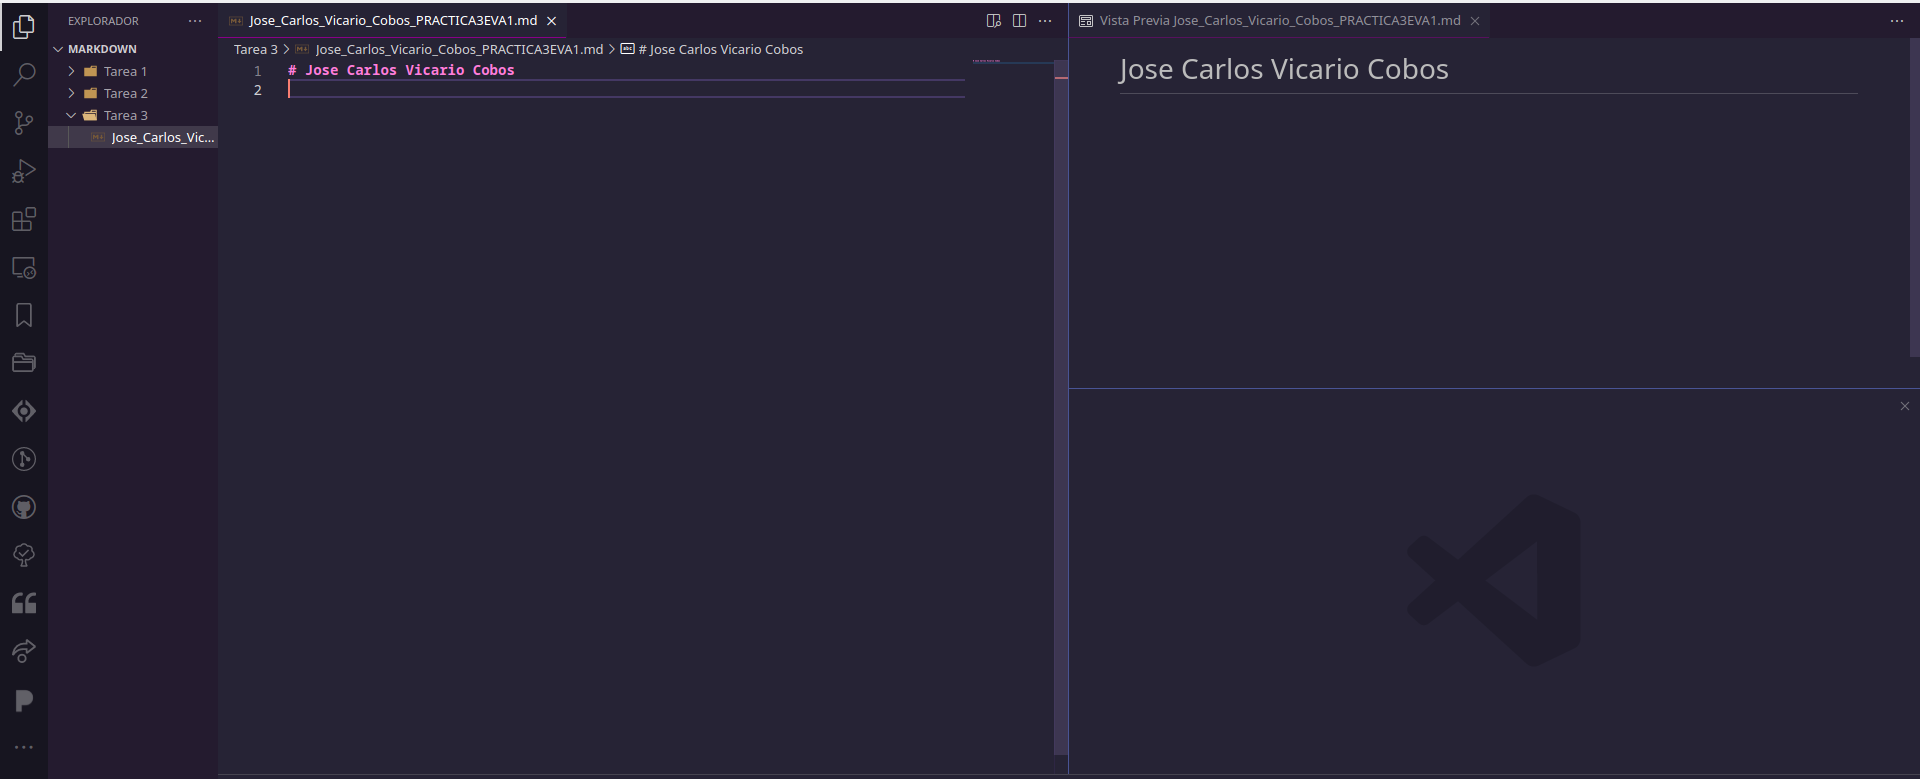 EXPLORADOR
MARKDOWN
Tarea 1
Tarea 2
Tarea 3
Jose_Carlos_Vic...
Jose_Carlos_Vicario_Cobos_PRACTICA3EVA1.md
Tarea 3 > Jose_Carlos_Vicario_Cobos_PRACTICA3EVA1.md > # Jose Carlos Vicario Cobos
1 # Jose Carlos Vicario Cobos
2
Vista Previa Jose_Carlos_Vicario_Cobos_PRACTICA3EVA1.md
Jose Carlos Vicario Cobos